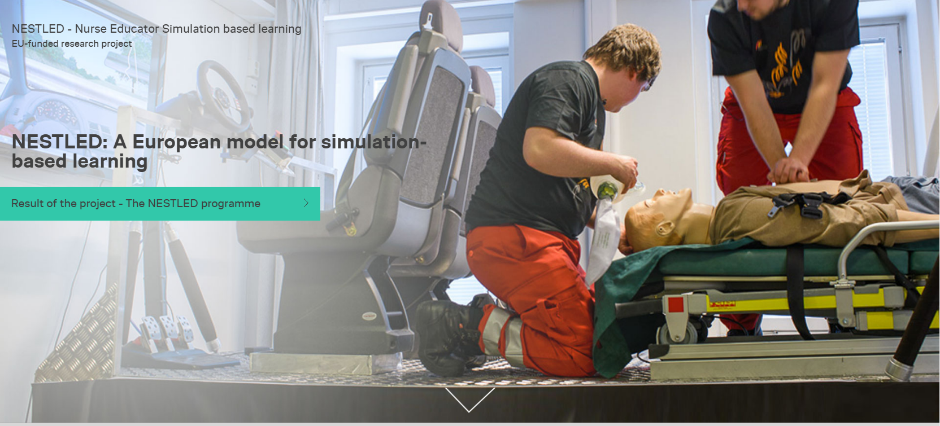 NESTLED - Nurse Educator Simulation based learning
EU-funded research project
NESTLED: A European model for simulation-
based learning
Result of the project - The NESTLED programme